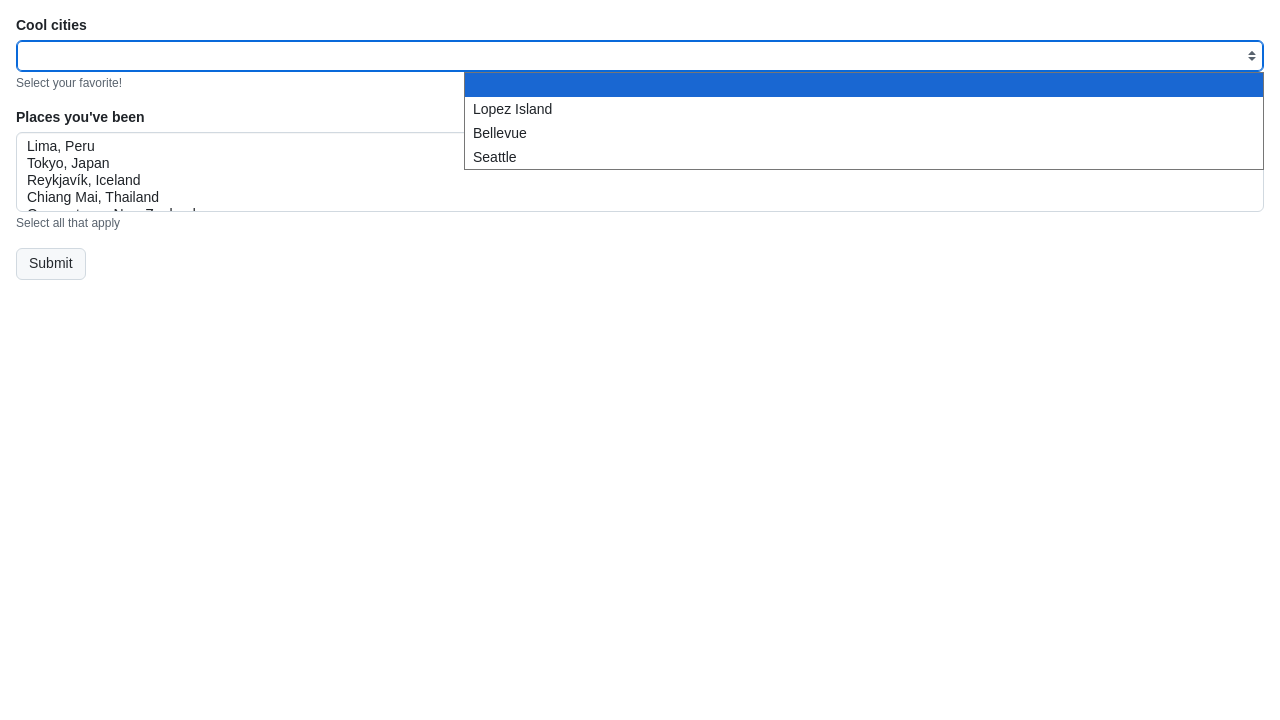 Cool cities
Select your favorite!
Lopez Island
Bellevue
Seattle
Places you've been
Lima, Peru
Tokyo, Japan
Reykjavík, Iceland
Chiang Mai, Thailand
Select all that apply
Submit